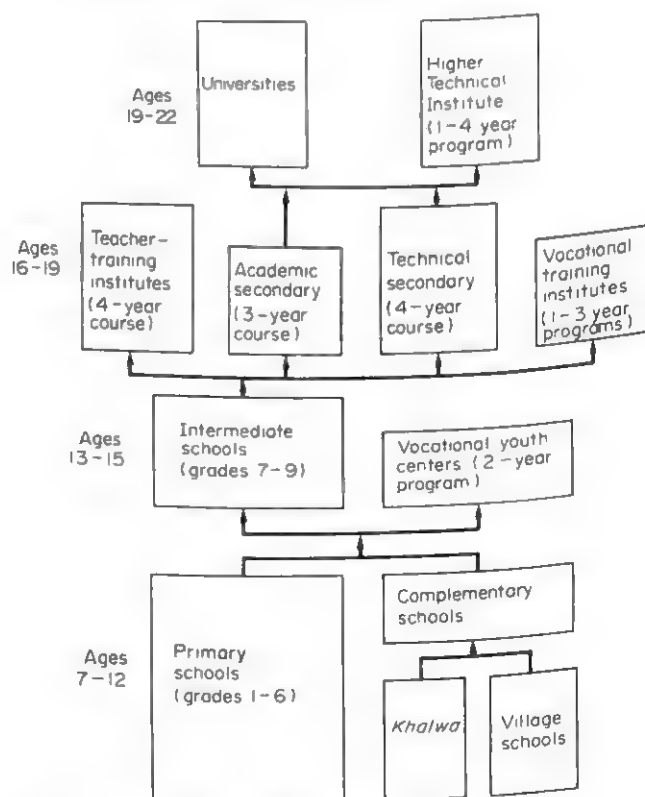 Ages
19-22
Universities
Higher
Technical
Institute
(1-4 year
program)
Ages
16-19
Teacher-
training
institutes
(4-year
course)
Academic
secondary
(3-year
course)
Technical
secondary
(4-year
course)
Vocational
training
institutes
(1-3 year
programs)
Ages
13-15
Intermediate
schools
(grades 7-9)
Vocational youth
centers (2-year
program)
Ages
7-12
Primary
schools
(grades 1-6)
Complementary
schools
Khalwa
Village
schools